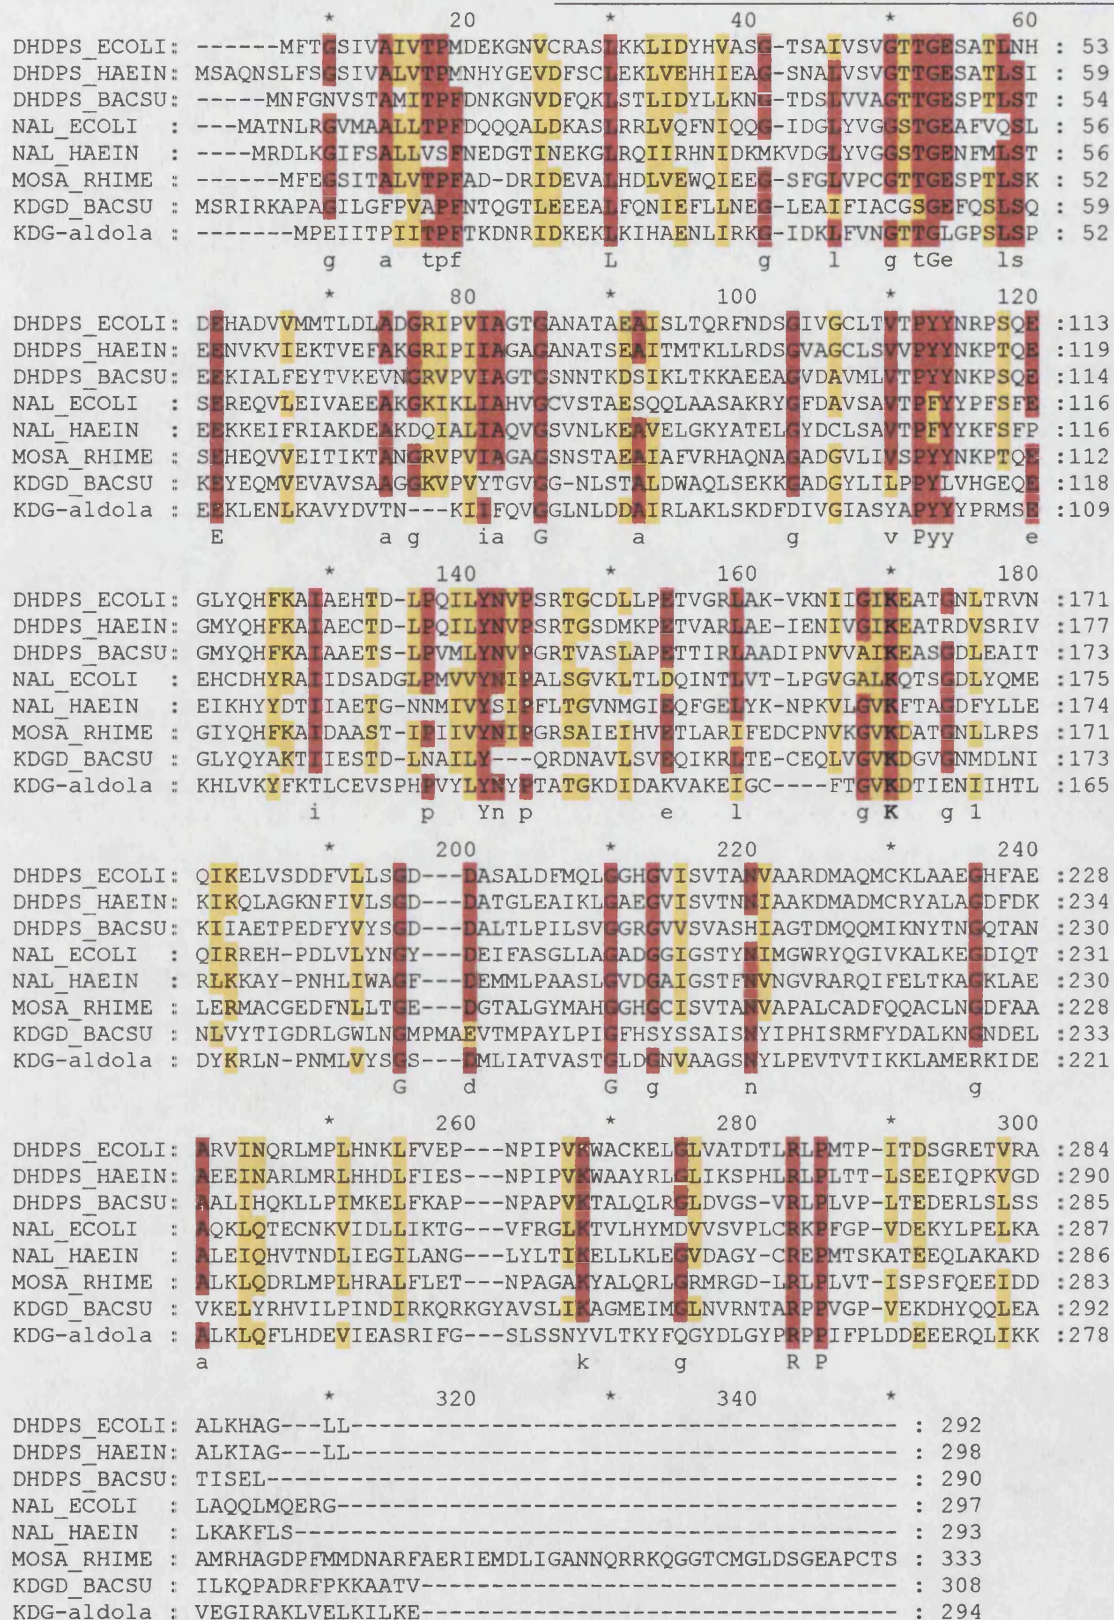 * 20 * 40 * 60
DHDPS_ECOLI: ------MFTGSIVAIVTPMDEKGNVCRASLKKLIDYHVASG-TSAIVSVGTTGESATLNH : 53
DHDPS_HAEIN: MSAQNSLFSGSIVALVTPMNHYGEVDFSCLEKLVEHHIEAG-SNALVSVGTTGESATLSI : 59
DHDPS_BACSU: -----MNFGNVSTAMITPFDNKGNVDFQKLSTLIDYLLKNG-TDSLVVAGTTGESPTLST : 54
NAL_ECOLI : ---MATNLRGVMAALLTPFDQQQALDKASLRRLVQFNIQQG-IDGLYVGGSTGEAFVQSL : 56
NAL_HAEIN : ----MRDLKGIFSALLVSFNEDGTINEKGLRQIIRHNIDKMKVDGLYVGGSTGENFMLST : 56
MOSA_RHIME : ------MFEGSITALVTPFAD-DRIDEVALHDLVEWQIEEG-SFGLVPCGTTGESPTLSK : 52
KDGD_BACSU : MSRIRKAPAGILGFPVAPFNTQGTLEEEALFQNIEFLLNEG-LEAIFIACGSGEFQSLSQ : 59
KDG-aldola : -------MPEIITPIITPFTKDNRIDKEKLKIHAENLIRKG-IDKLFVNGTTGLGPSLSP : 52
g a tpf L g l g tGe ls
* 80 * 100 * 120
DHDPS_ECOLI: DEHADVVMMTLDLADGRIPVIAGTGANATAEAISLTQRFNDSGIVGCLTVTPYYNRPSQE :113
DHDPS_HAEIN: EENVKVIEKTVEFAKGRIPIIAGAGANATSEAITMTKLLRDSGVAGCLSVVPYYNKPTQE :119
DHDPS_BACSU: EEKIALFEYTVKEVNGRVPVIAGTGSNNTKDSIKLTKKAEEAGVDAVMLVTPYYNKPSQE :114
NAL_ECOLI : SEREQVLEIVAEEAKGKIKLIAHVGCVSTAESQQLAASAKRYGFDAVSAVTPFYYPFSFE :116
NAL_HAEIN : EEKKEIFRIAKDEAKDQIALIAQVGSVNLKEAVELGKYATELGYDCLSAVTPFYYKFSFP :116
MOSA_RHIME : SEHEQVVEITIKTANGRVPVIAGAGSNSTAEAIAFVRHAQNAGADGVLIVSPYYNKPTQE :112
KDGD_BACSU : KEYEQMVEVAVSAAGGKVPVYTGVGG-NLSTALDWAQLSEKKGADGYLILPPYLVHGEQE :118
KDG-aldola : EEKLENLKAVYDVTN---KIIFQVGGLNLDDAIRLAKLSKDFDIVGIASYAPYYYPRMSE :109
E a g ia G a g v Pyy e
* 140 * 160 * 180
DHDPS_ECOLI: GLYQHFKAIAEHTD-LPQILYNVPSRTGCDLLPETVGRLAK-VKNIIGIKEATGNLTRVN :171
DHDPS_HAEIN: GMYQHFKAIAECTD-LPQILYNVPSRTGSDMKPETVARLAE-IENIVGIKEATRDVSRIV :177
DHDPS_BACSU: GMYQHFKAIAAETS-LPVMLYNVPGRTVASLAPETTIRLAADIPNVVAIKEASGDLEAIT :173
NAL_ECOLI : EHCDHYRAIIDSADGLPMVVYNIPALSGVKLTLDQINTLVT-LPGVGALKQTSGDLYQME :175
NAL_HAEIN : EIKHYYDTIIAETG-NNMIVYSIPFLTGVNMGIEQFGELYK-NPKVLGVKFTAGDFYLLE :174
MOSA_RHIME : GIYQHFKAIDAAST-IPIIVYNIPGRSAIEIHVETLARIFEDCPNVKGVKDATGNLLRPS :171
KDGD_BACSU : GLYQYAKTIIESTD-LNAILY---QRDNAVLSVEQIKRLTE-CEQLVGVKDGVGNMDLNI :173
KDG-aldola : KHLVKYFKTLCEVSPHPVYLYNYPTATGKDIDAKVAKEIGC----FTGVKDTIENIIHTL :165
i p Yn p e l g K g l
* 200 * 220 * 240
DHDPS_ECOLI: QIKELVSDDFVLLSGD---DASALDFMQLGGHGVISVTANVAARDMAQMCKLAAEGHFAE :228
DHDPS_HAEIN: KIKQLAGKNFIVLSGD---DATGLEAIKLGAEGVISVTNNIAAKDMADMCRYALAGDFDK :234
DHDPS_BACSU: KIIAETPEDFYVYSGD---DALTLPILSVGGRGVVSVASHIAGTDMQQMIKNYTNGQTAN :230
NAL_ECOLI : QIRREH-PDLVLYNGY---DEIFASGLLAGADGGIGSTYNIMGWRYQGIVKALKEGDIQT :231
NAL_HAEIN : RLKKAY-PNHLIWAGF---DEMMLPAASLGVDGAIGSTFNVNGVRARQIFELTKAGKLAE :230
MOSA_RHIME : LERMACGEDFNLLTGE---DGTALGYMAHGGHGCISVTANVAPALCADFQQACLNGDFAA :228
KDGD_BACSU : NLVYTIGDRLGWLNGMPMAEVTMPAYLPIGFHSYSSAISNYIPHISRMFYDALKNGNDEL :233
KDG-aldola : DYKRLN-PNMLVYSGS---DMLIATVASTGLDGNVAAGSNYLPEVTVTIKKLAMERKIDE :221
G d G g n g
* 260 * 280 * 300
DHDPS_ECOLI: ARVINQRLMPLHNKLFVEP---NPIPVKWACKELGLVATDTLRLPMTP-ITDSGRETVRA :284
DHDPS_HAEIN: AEEINARLMRLHHDLFIES---NPIPVKWAAYRLGLIKSPHLRLPLTT-LSEEIQPKVGD :290
DHDPS_BACSU: AALIHQKLLPIMKELFKAP---NPAPVKTALQLRGLDVGS-VRLPLVP-LTEDERLSLSS :285
NAL_ECOLI : AQKLQTECNKVIDLLIKTG---VFRGLKTVLHYMDVVSVPLCRKPFGP-VDEKYLPELKA :287
NAL_HAEIN : ALEIQHVTNDLIEGILANG---LYLTIKELLKLEGVDAGY-CREPMTSKATEEQLAKAKD :286
MOSA_RHIME : ALKLQDRLMPLHRALFLET---NPAGAKYALQRLGRMRGD-LRLPLVT-ISPSFQEEIDD :283
KDGD_BACSU : VKELYRHVILPINDIRKQRKGYAVSLIKAGMEIMGLNVRNTARPPVGP-VEKDHYQQLEA :292
KDG-aldola : ALKLQFLHDEVIEASRIFG---SLSSNYVLTKYFQGYDLGYPRPPIFPLDDEEERQLIKK :278
a k g R P
* 320 * 340 *
DHDPS_ECOLI: ALKHAG---LL------------------------------------------- : 292
DHDPS_HAEIN: ALKIAG---LL------------------------------------------- : 298
DHDPS_BACSU: TISEL------------------------------------------------- : 290
NAL_ECOLI : LAQQLMQERG-------------------------------------------- : 297
NAL_HAEIN : LKAKFLS----------------------------------------------- : 293
MOSA_RHIME : AMRHAGDPFMMDNARFAERIEMDLIGANNQRRKQGGTCMGLDSGEAPCTS : 333
KDGD_BACSU : ILKQPADRFPKKAATV-------------------------------------- : 308
KDG-aldola : VEGIRAKLVELKILKE-------------------------------------- : 294